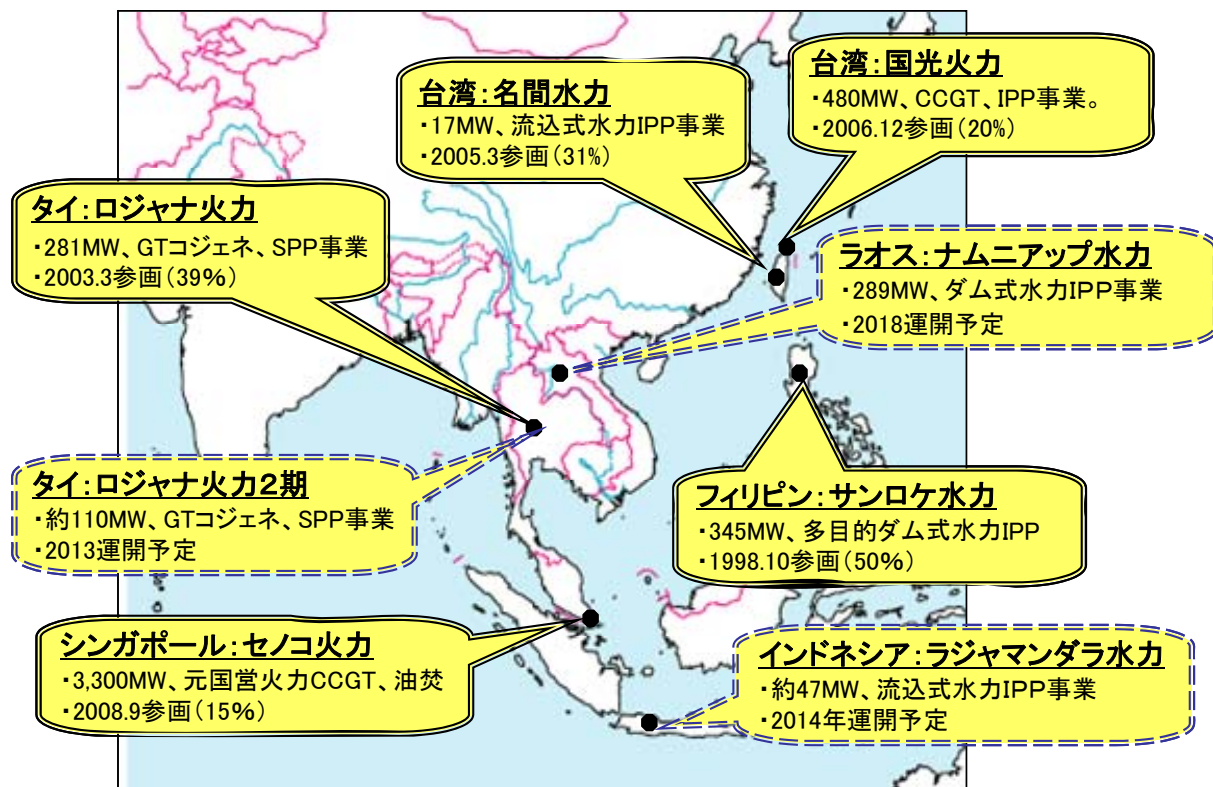 台湾：国光火力
・480MW、CCGT、IPP事業。
・2006.12参画(20%)
台湾：名間水力
・17MW、流込式水力IPP事業
・2005.3参画(31%)
タイ：ロジャナ火力
・281MW、GTコジェネ、SPP事業
・2003.3参画(39%)
ラオス：ナムニアップ水力
・289MW、ダム式水力IPP事業
・2018運開予定
タイ：ロジャナ火力２期
・約110MW、GTコジェネ、SPP事業
・2013運開予定
フィリピン：サンロケ水力
・345MW、多目的ダム式水力IPP
・1998.10参画(50%)
シンガポール：セノコ火力
・3,300MW、元国営火力CCGT、油焚
・2008.9参画(15%)
インドネシア：ラジャマンダラ水力
・約47MW、流込式水力IPP事業
・2014年運開予定